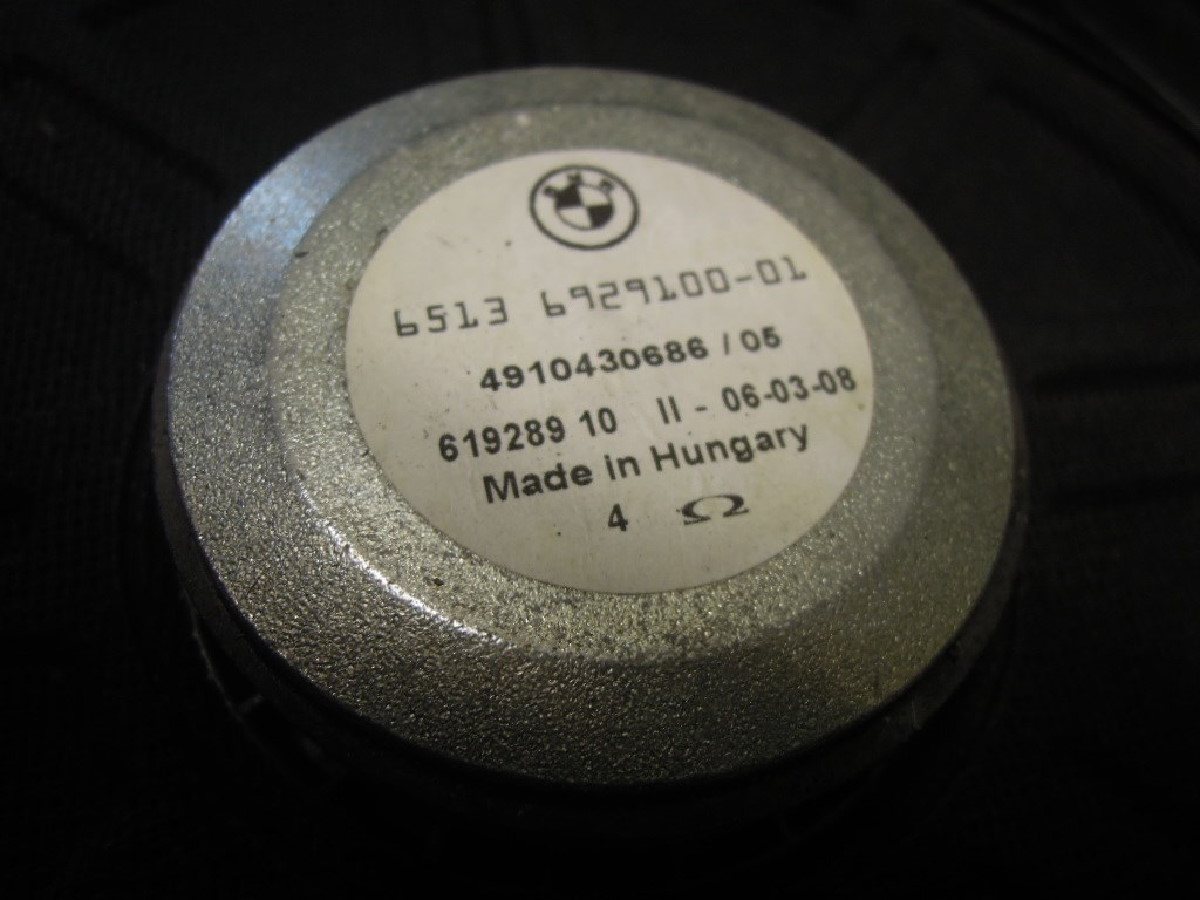 6513 6929100-01
4910430686 / 05
619289 10 II - 06-03-08
Made in Hungary
4 Ω